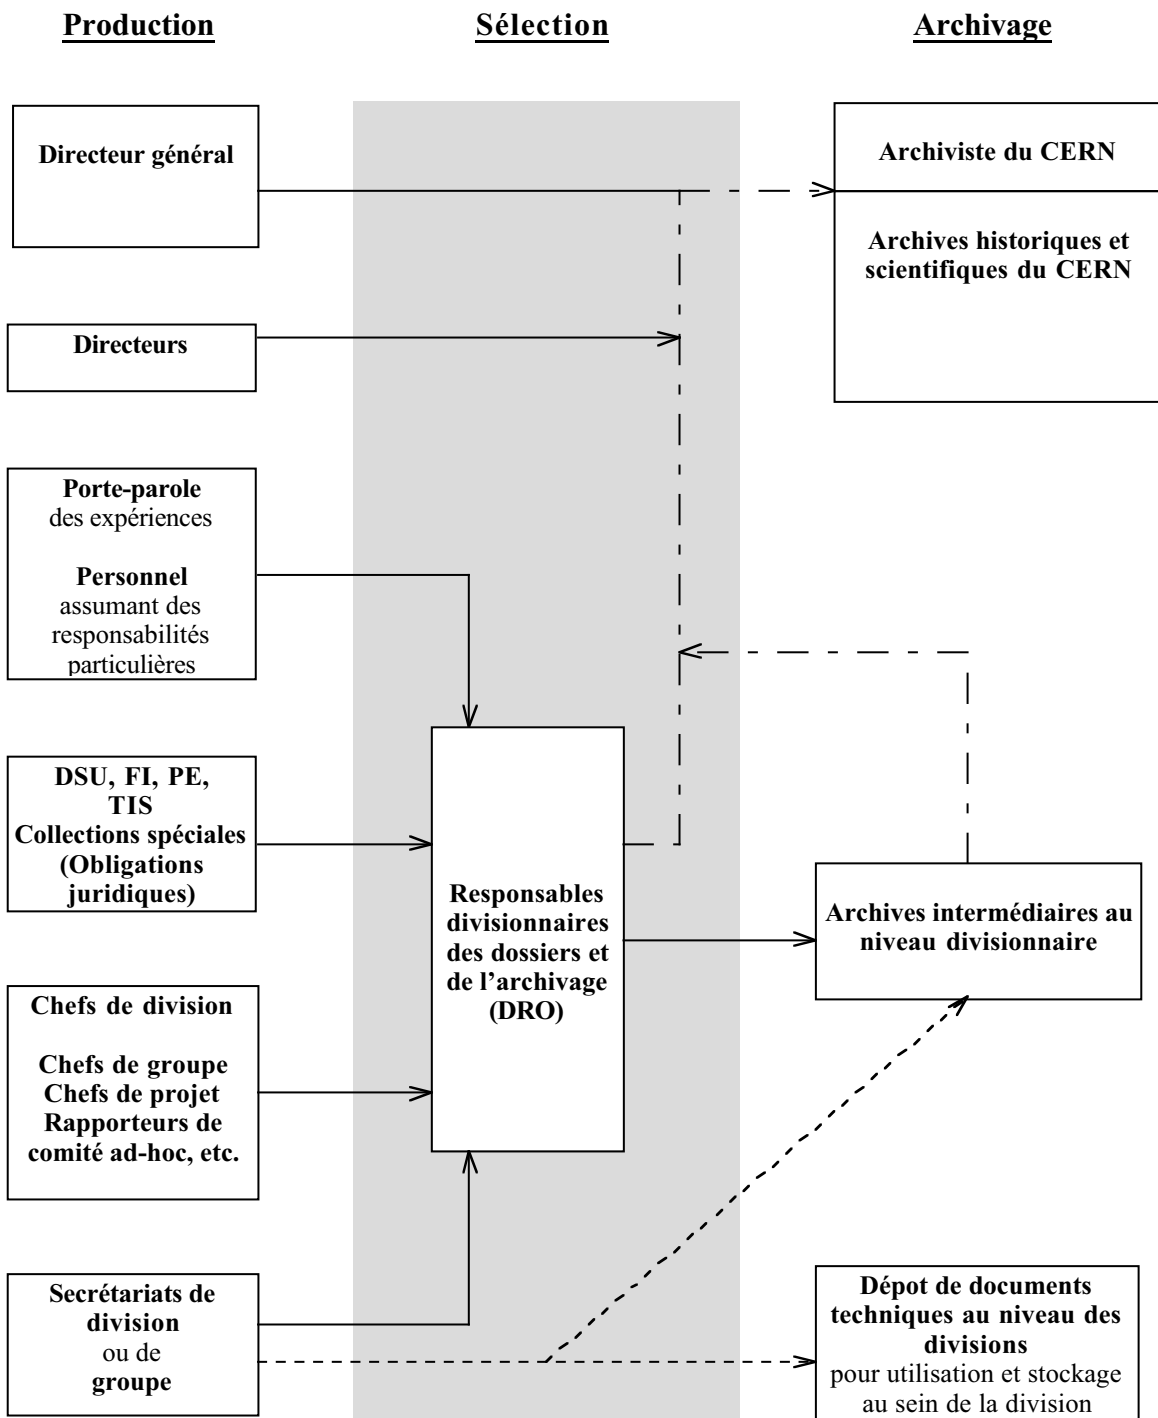 Production
Sélection
Archivage
Directeur général
Archiviste du CERN
Archives historiques et
scientifiques du CERN
Directeurs
Porte-parole
des expériences
Personnel
assumant des
responsabilités
particulières
DSU, FI, PE,
TIS
Collections spéciales
(Obligations
juridiques)
Responsables
divisionnaires
des dossiers et
de l’archivage
(DRO)
Archives intermédiaires au
niveau divisionnaire
Chefs de division
Chefs de groupe
Chefs de projet
Rapporteurs de
comité ad-hoc, etc.
Secrétariats de
division
ou de
groupe
Dépot de documents
techniques au niveau des
divisions
pour utilisation et stockage
au sein de la division